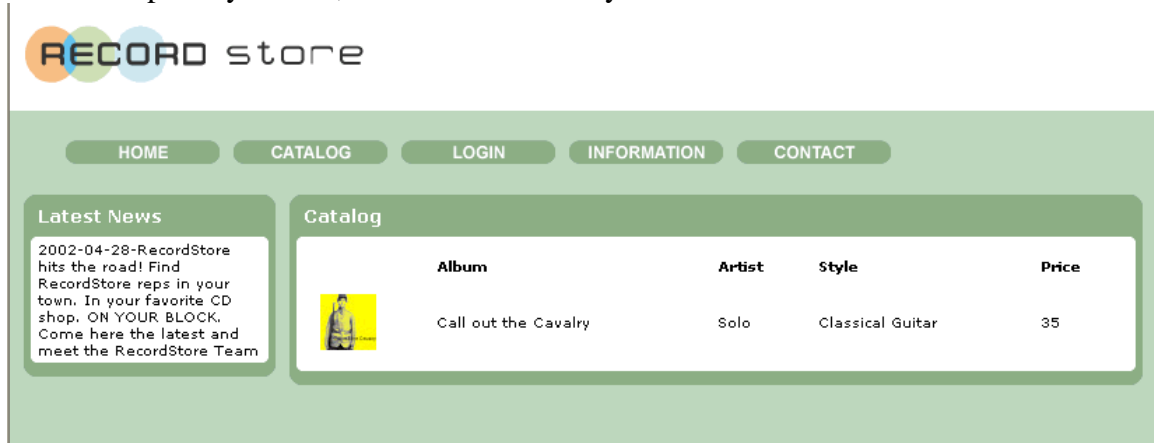 RECORD store
HOME CATALOG LOGIN INFORMATION CONTACT
Latest News
2002-04-28-RecordStore
hits the road! Find
RecordStore reps in your
town. In your favorite CD
shop. ON YOUR BLOCK.
Come here the latest and
meet the RecordStore Team
Catalog
Album Artist Style Price
Call out the Cavalry Solo Classical Guitar 35